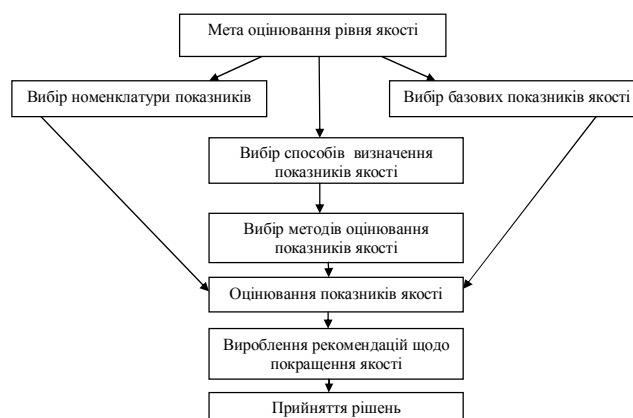 Мета оцінювання рівня якості
Вибір номенклатури показників
Вибір базових показників якості
Вибір способів визначення
показників якості
Вибір методів оцінювання
показників якості
Оцінювання показників якості
Вироблення рекомендацій щодо
покращення якості
Прийняття рішень